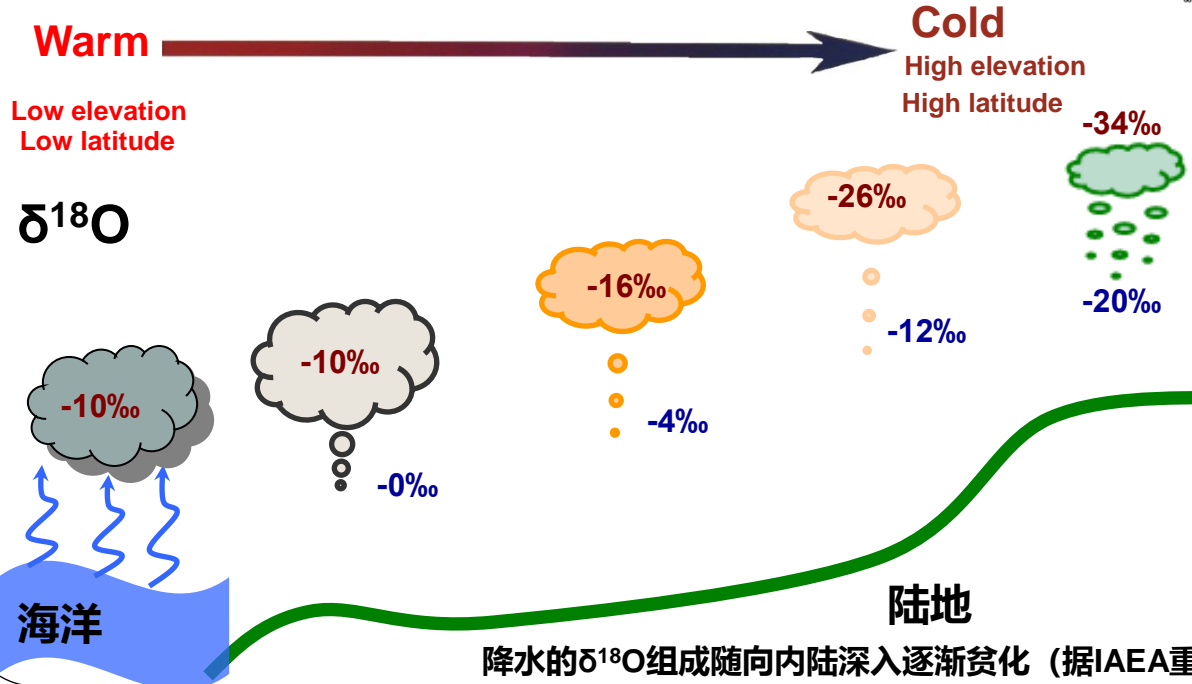 Warm
Cold
High elevation
High latitude
Low elevation
Low latitude
δ¹⁸O
-34‰
-26‰
-16‰
-10‰
-10‰
-20‰
-12‰
-4‰
-0‰
海洋
陆地
降水的δ¹⁸O组成随向内陆深入逐渐贫化（据IAEA重